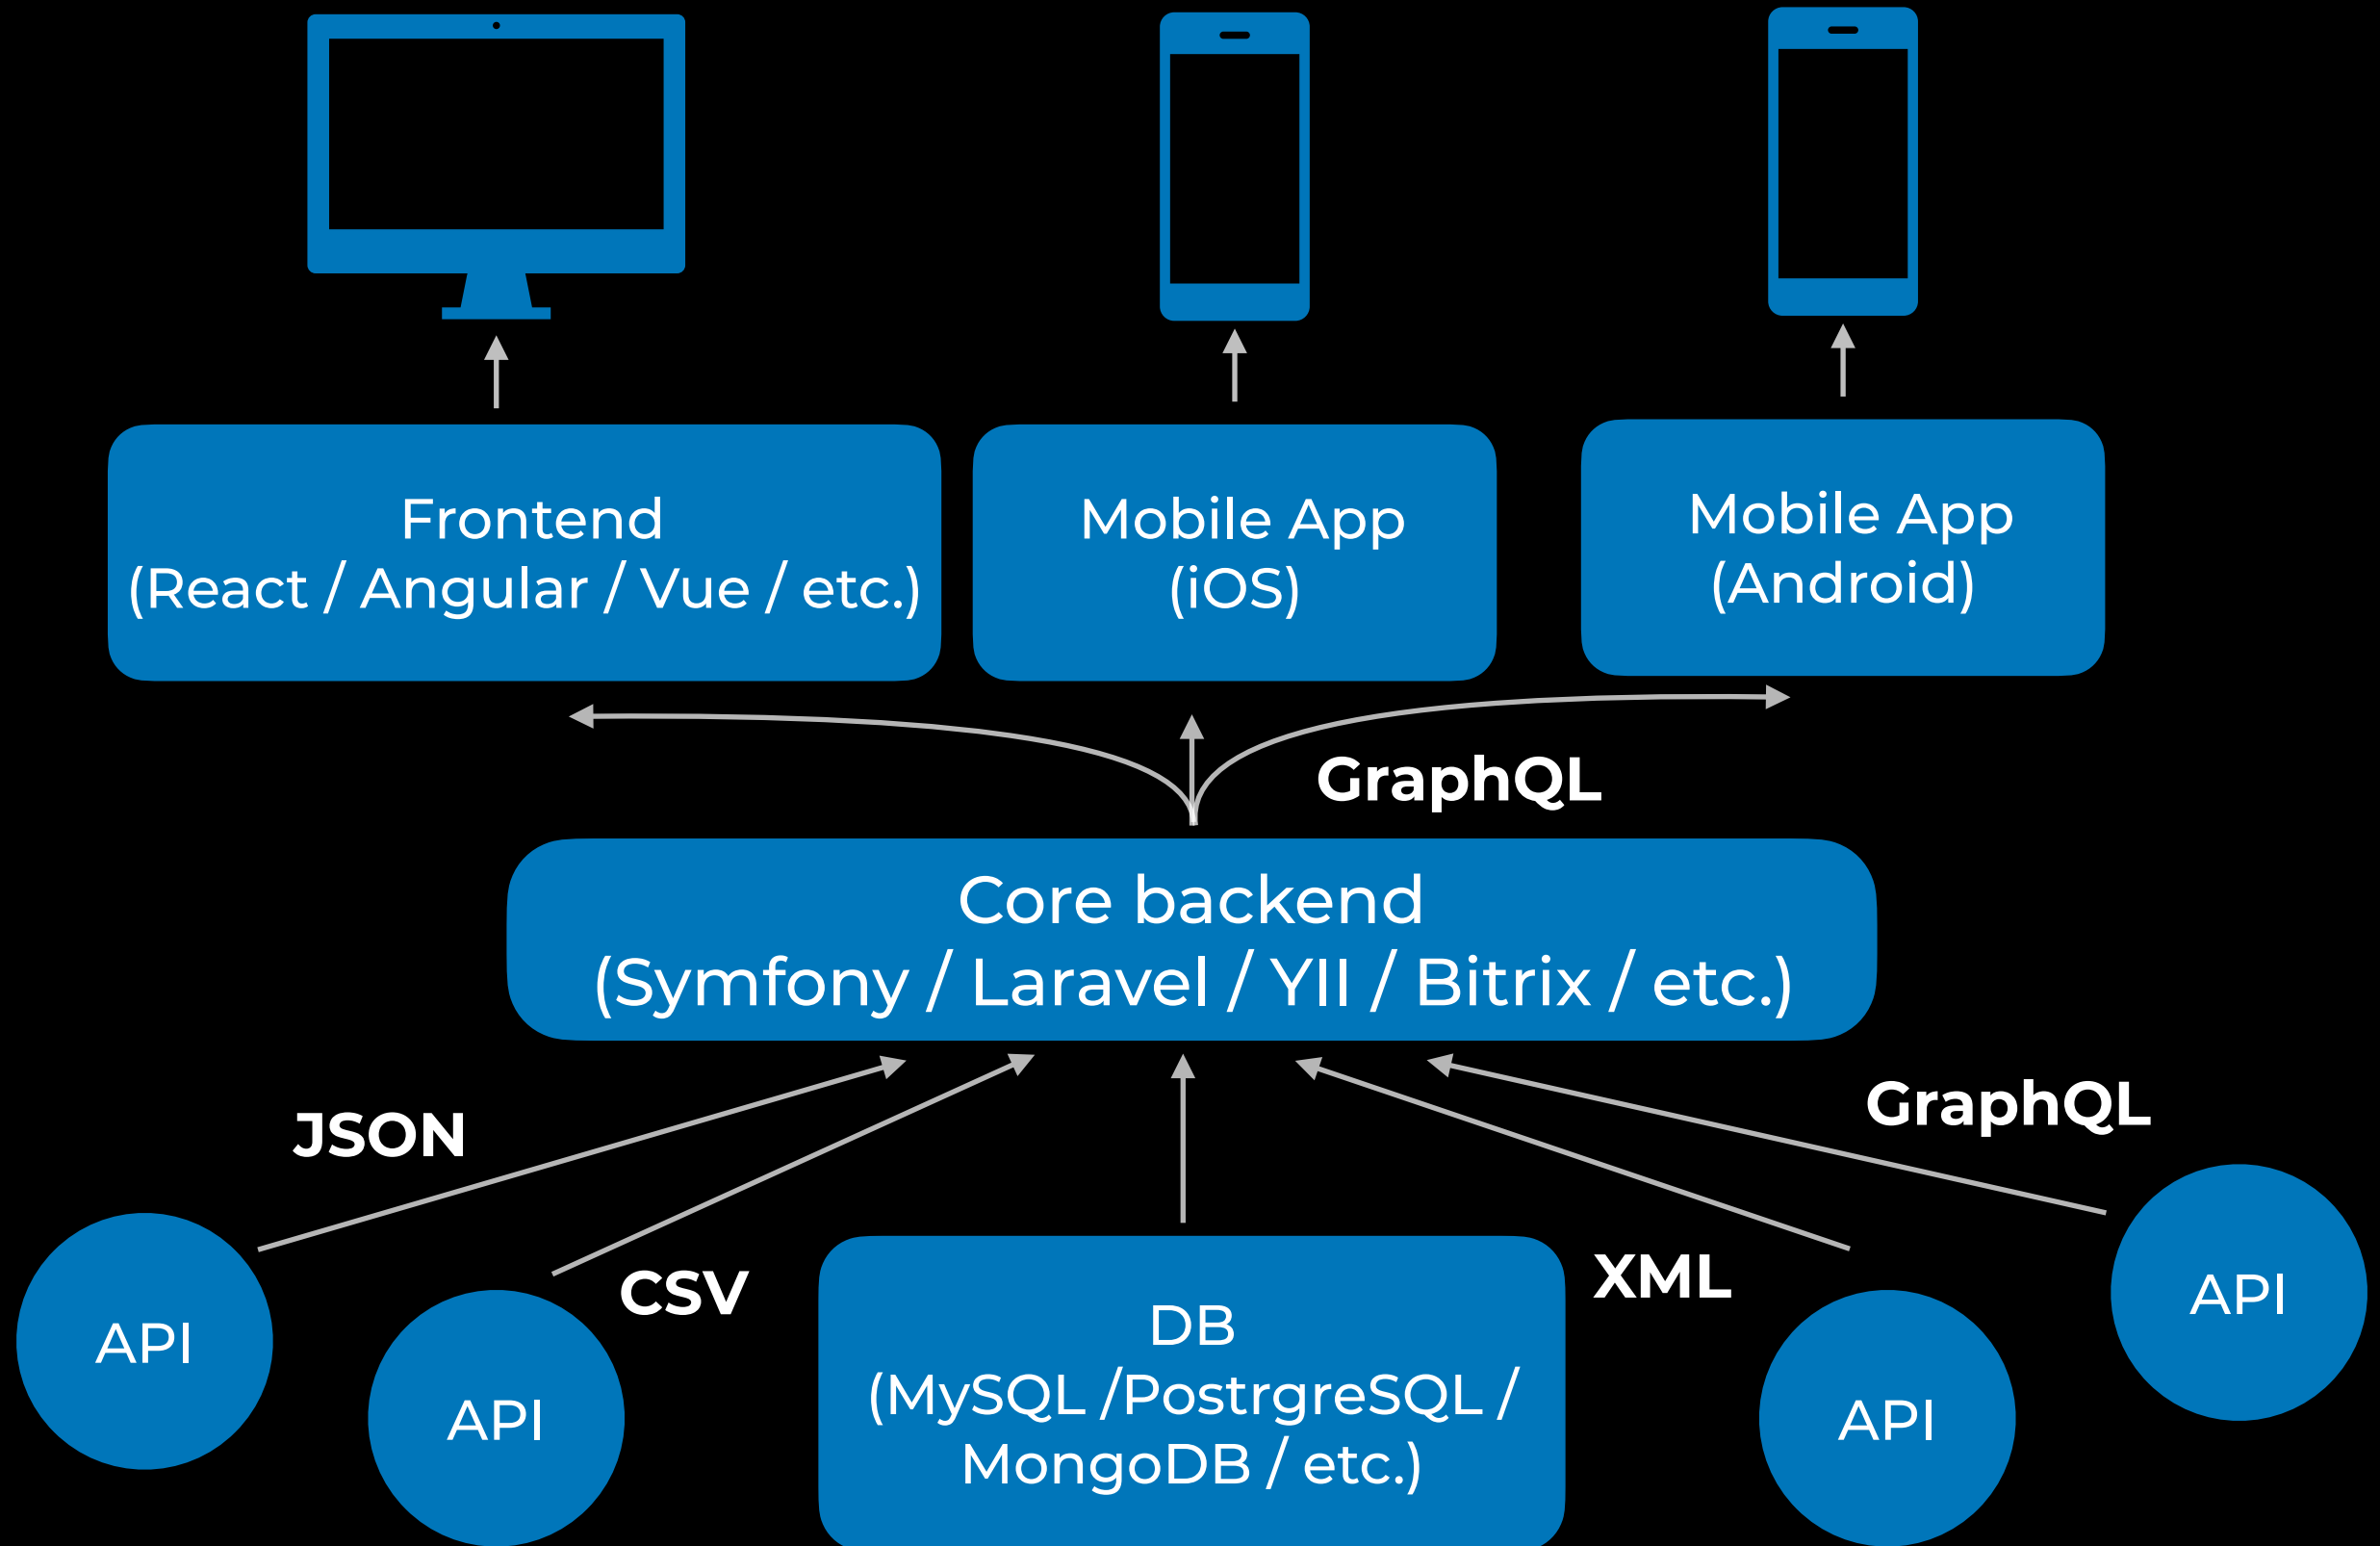 Frontend
(React / Angular / Vue / etc.)
Mobile App
(iOS)
Mobile App
(Android)
GraphQL
Core backend
(Symfony / Laravel / YII / Bitrix / etc.)
JSON
GraphQL
CSV
XML
API
API
DB
(MySQL /PostrgreSQL /
MongoDB / etc.)
API
API